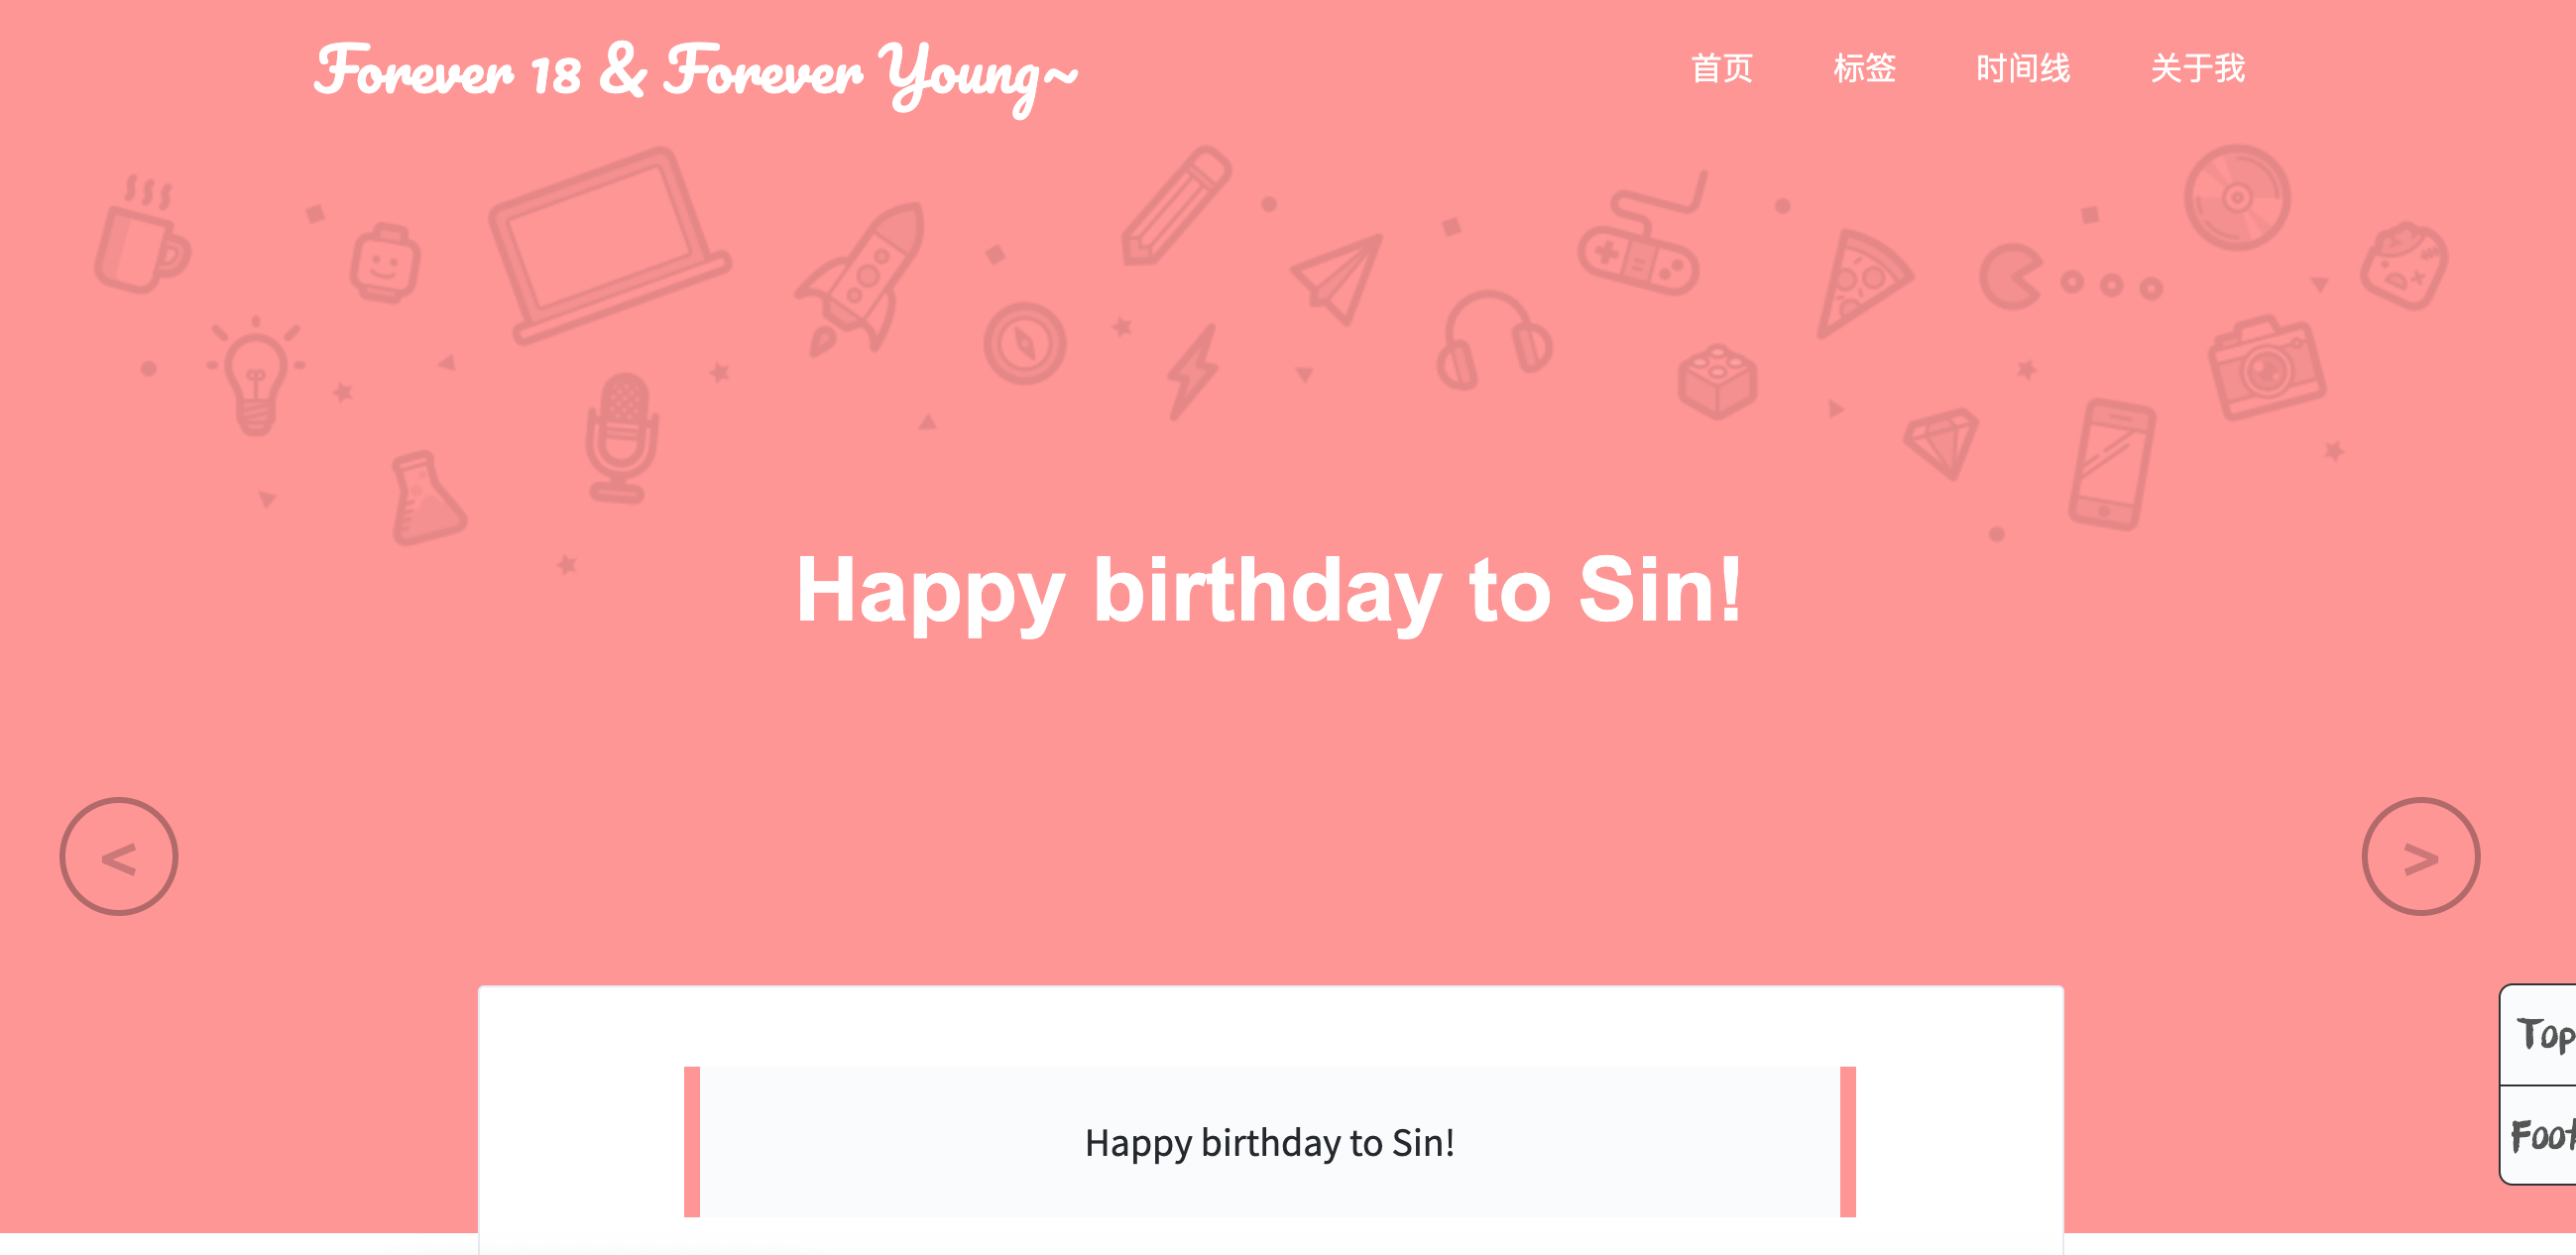 Forever 18 & Forever Young~
首页 标签 时间线 关于我
Happy birthday to Sin!
<
>
Happy birthday to Sin!
Top
Foot